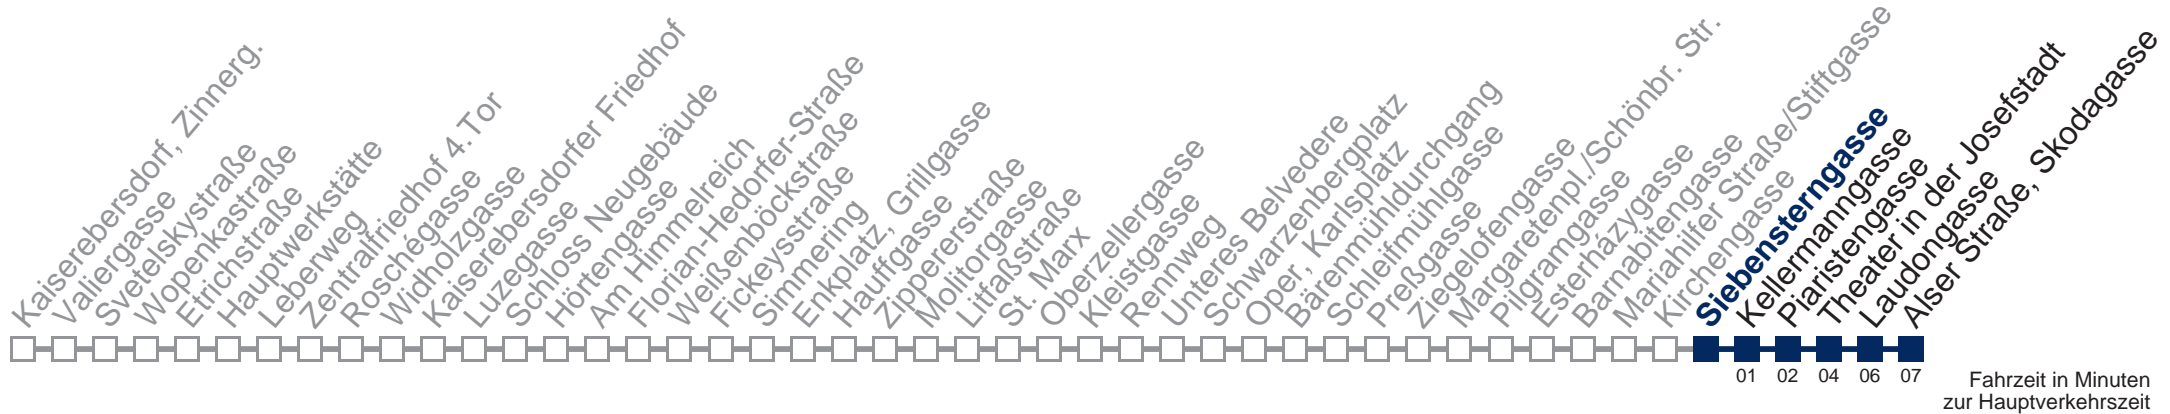 Kaiserebersdorf, Zinnerg.
Valiergasse
Svetelskystraße
Wopenkastraße
Etrichstraße
Hauptwerkstätte
Leberweg
Zentralfriedhof 4.Tor
Roschégasse
Widholzgasse
Kaiserebersdorfer Friedhof
Luzegasse
Schloss Neugebäude
Hörtengasse
Am Himmelreich
Florian-Hedorfer-Straße
Weißenböckstraße
Fickeysstraße
Simmering
Enkplatz, Grillgasse
Hauffgasse
Zippererstraße
Molitorgasse
Litfaßstraße
St. Marx
Oberzellergasse
Kleistgasse
Rennweg
Unteres Belvedere
Schwarzenbergplatz
Oper, Karlsplatz
Bärenmühldurchgang
Schleifmühlgasse
Preßgasse
Ziegelofengasse
Margaretenpl./Schönbr. Str.
Pilgramgasse
Esterházygasse
Barnabitengasse
Mariahilfer Straße/Stiftgasse
Kirchengasse
Siebensterngasse
Kellermanngasse
Piaristengasse
Theater in der Josefstadt
Laudongasse
Alser Straße, Skodagasse
01 02 04 06 07
Fahrzeit in Minuten
zur Hauptverkehrszeit